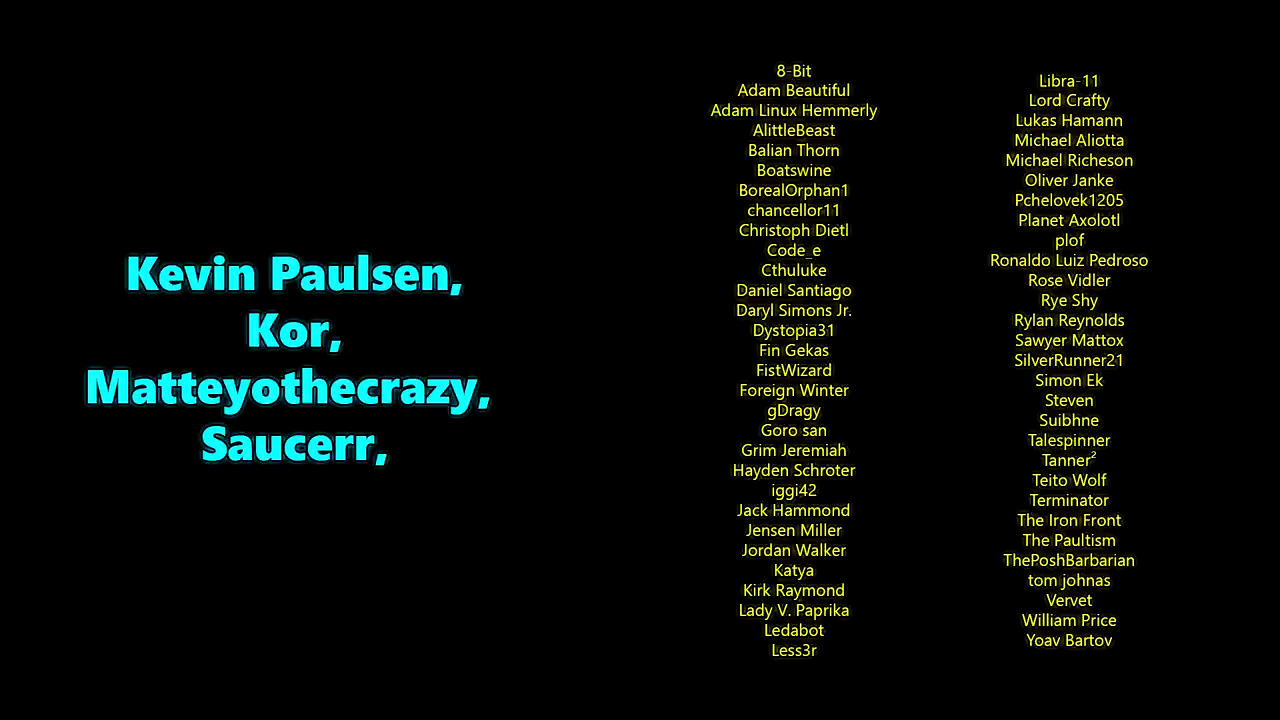 Kevin Paulsen,
Kor,
Matteyothecrazy,
Saucerr,
8-Bit
Adam Beautiful
Adam Linux Hemmerly
AlittleBeast
Balian Thorn
Boatswine
BorealOrphan1
chancellor11
Christoph Dietl
Code_e
Cthuluke
Daniel Santiago
Daryl Simons Jr.
Dystopia31
Fin Gekas
FistWizard
Foreign Winter
gDragy
Goro san
Grim Jeremiah
Hayden Schroter
iggi42
Jack Hammond
Jensen Miller
Jordan Walker
Katya
Kirk Raymond
Lady V. Paprika
Ledabot
Less3r
Libra-11
Lord Crafty
Lukas Hamann
Michael Aliotta
Michael Richeson
Oliver Janke
Pchelovek1205
Planet Axolotl
plof
Ronaldo Luiz Pedroso
Rose Vidler
Rye Shy
Rylan Reynolds
Sawyer Mattox
SilverRunner21
Simon Ek
Steven
Suibhne
Talespinner
Tanner²
Teito Wolf
Terminator
The Iron Front
The Paultism
ThePoshBarbarian
tom johnas
Vervet
William Price
Yoav Bartov